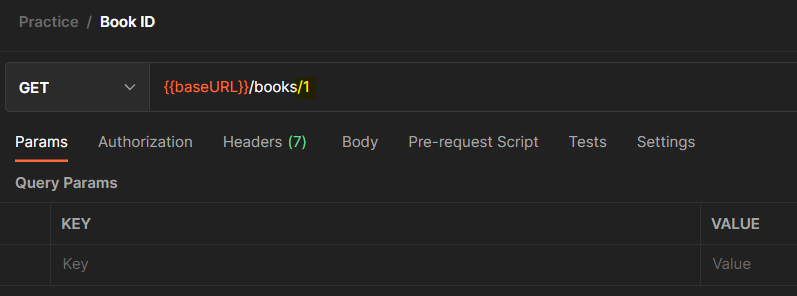 Practice / Book ID
GET {{baseURL}}/books/1
Params Authorization Headers (7) Body Pre-request Script Tests Settings
Query Params
KEY VALUE
Key Value